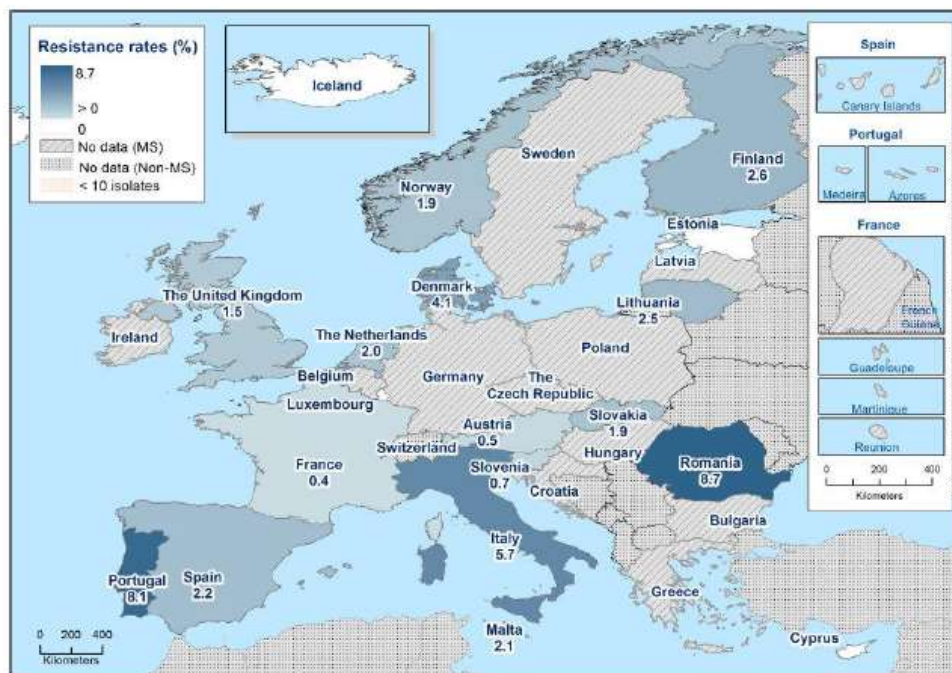 Resistance rates (%)
8.7
> 0
0
No data (MS)
No data (Non-MS)
< 10 isolates
Iceland
Spain
Canary Islands
Portugal
Medeira
Azores
France
French
Guiana
Guadeloupe
Martinique
Reunion
0 200 400
Kilometers
Sweden
Finland
2.6
Norway
1.9
Estonia
Latvia
Denmark
4.1
Lithuania
2.5
The United Kingdom
1.5
Ireland
The Netherlands
2.0
Poland
Belgium
Germany
The
Czech Republic
Luxembourg
Slovakia
1.9
Austria
0.5
Switzerland
Hungary
Romania
8.7
France
0.4
Slovenia
0.7
Croatia
Bulgaria
Italy
5.7
Portugal
8.1
Spain
2.2
Greece
Malta
2.1
Cyprus
0 200 400
Kilometers